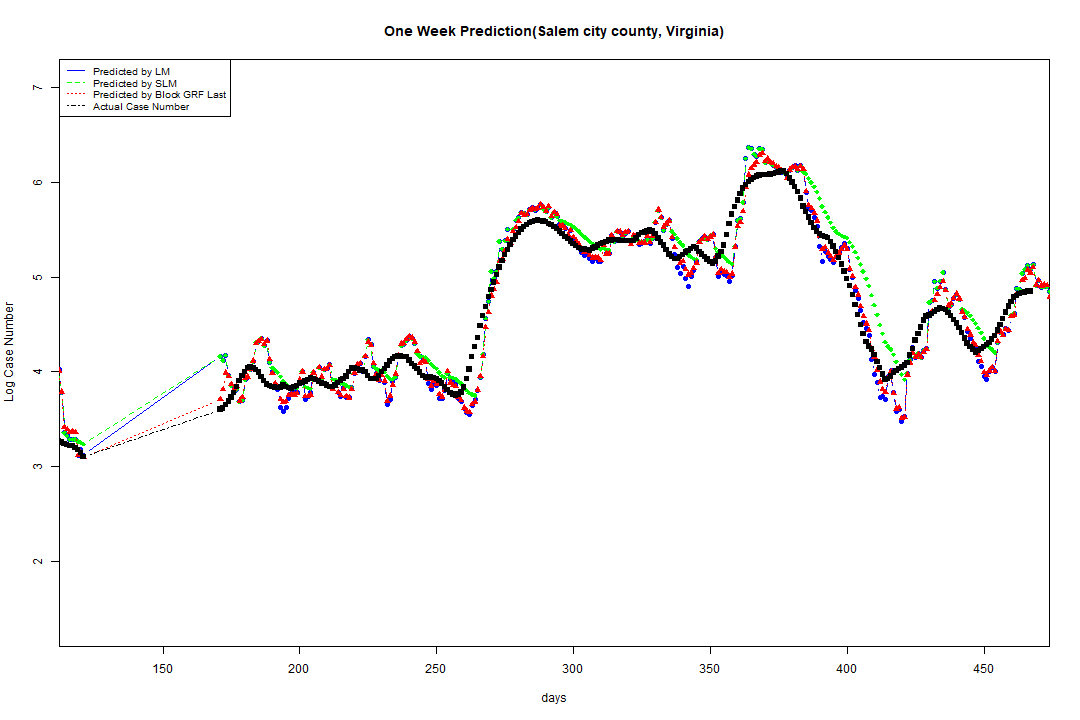 One Week Prediction(Salem city county, Virginia)
Predicted by LM
Predicted by SLM
Predicted by Block GRF Last
Actual Case Number
7
6
5
4
3
2
Log Case Number
150 200 250 300 350 400 450
days